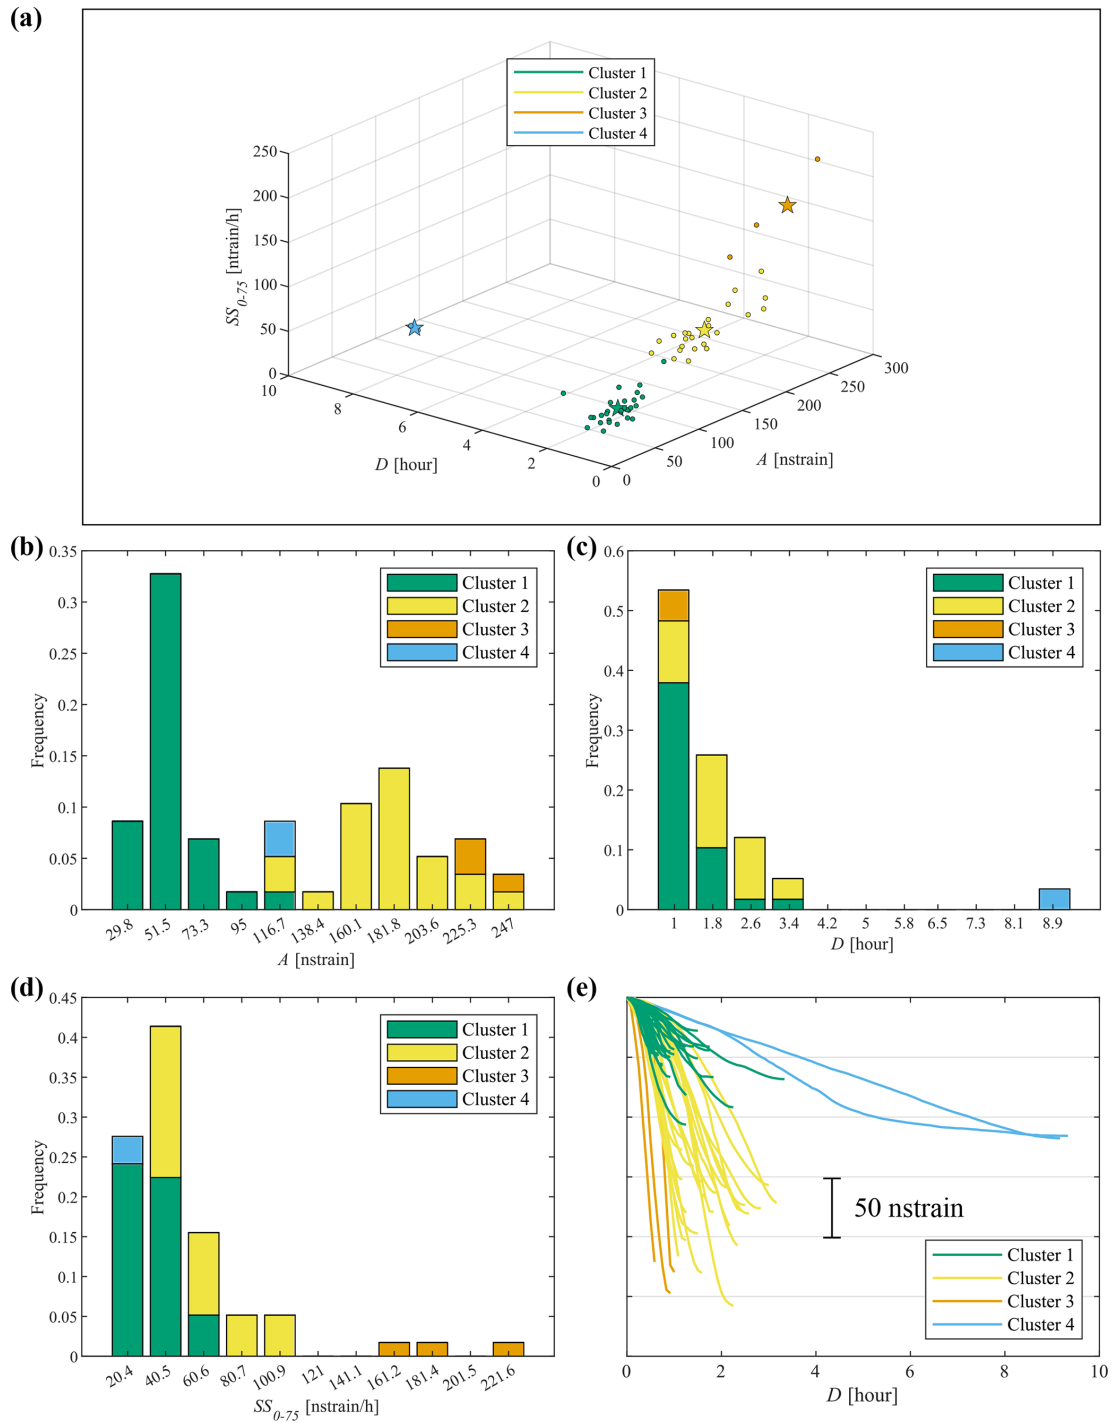 (a)
Cluster 1
Cluster 2
Cluster 3
Cluster 4
250
200
150
100
50
0
SS0-75 [ntrain/h]
10
8
6
4
2
0
D [hour]
0
50
100
150
200
250
300
A [nstrain]
(b)
0.35
0.3
0.25
0.2
0.15
0.1
0.05
0
Frequency
Cluster 1
Cluster 2
Cluster 3
Cluster 4
29.8 51.5 73.3 95 116.7 138.4 160.1 181.8 203.6 225.3 247
A [nstrain]
(c)
0.6
0.5
0.4
0.3
0.2
0.1
0
Frequency
Cluster 1
Cluster 2
Cluster 3
Cluster 4
1 1.8 2.6 3.4 4.2 5 5.8 6.5 7.3 8.1 8.9
D [hour]
(d)
0.45
0.4
0.35
0.3
0.25
0.2
0.15
0.1
0.05
0
Frequency
Cluster 1
Cluster 2
Cluster 3
Cluster 4
20.4 40.5 60.6 80.7 100.9 121 141.1 161.2 181.4 201.5 221.6
SS0-75 [nstrain/h]
(e)
50 nstrain
Cluster 1
Cluster 2
Cluster 3
Cluster 4
0 2 4 6 8 10
D [hour]